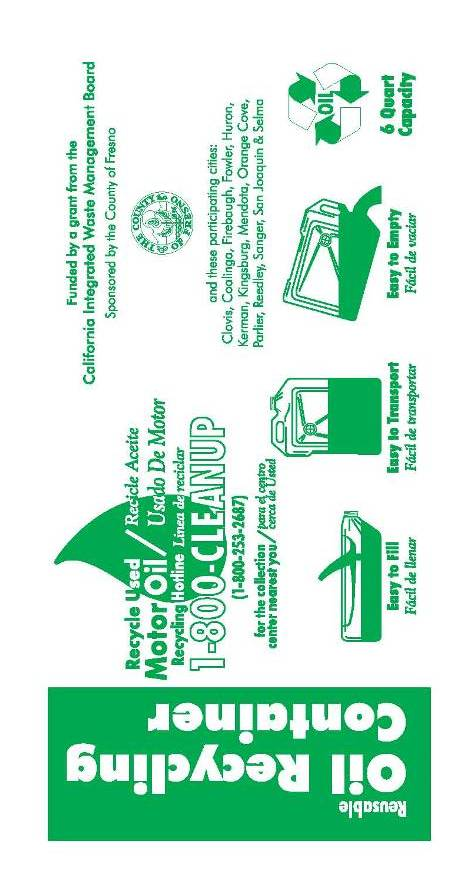 Reusable
Oil Recycling
Container
Recycle Used / Recicle Aceite
Motor Oil / Usado De Motor
Recycling Hotline Línea de reciclar
1-800-CLEANUP
(1-800-253-2687)
for the collection / para el centro
center nearest you / cerca de Usted
Funded by a grant from the
California Integrated Waste Management Board
Sponsored by the County of Fresno
THE COUNTY OF FRESNO
and these participating cities:
Clovis, Coalinga, Firebaugh, Fowler, Huron,
Kerman, Kingsburg, Mendota, Orange Cove,
Parlier, Reedley, Sanger, San Joaquin & Selma
Easy to Fill
Fácil de llenar
Easy to Transport
Fácil de transportar
Easy to Empty
Fácil de vaciar
OIL
6 Quart
Capacity